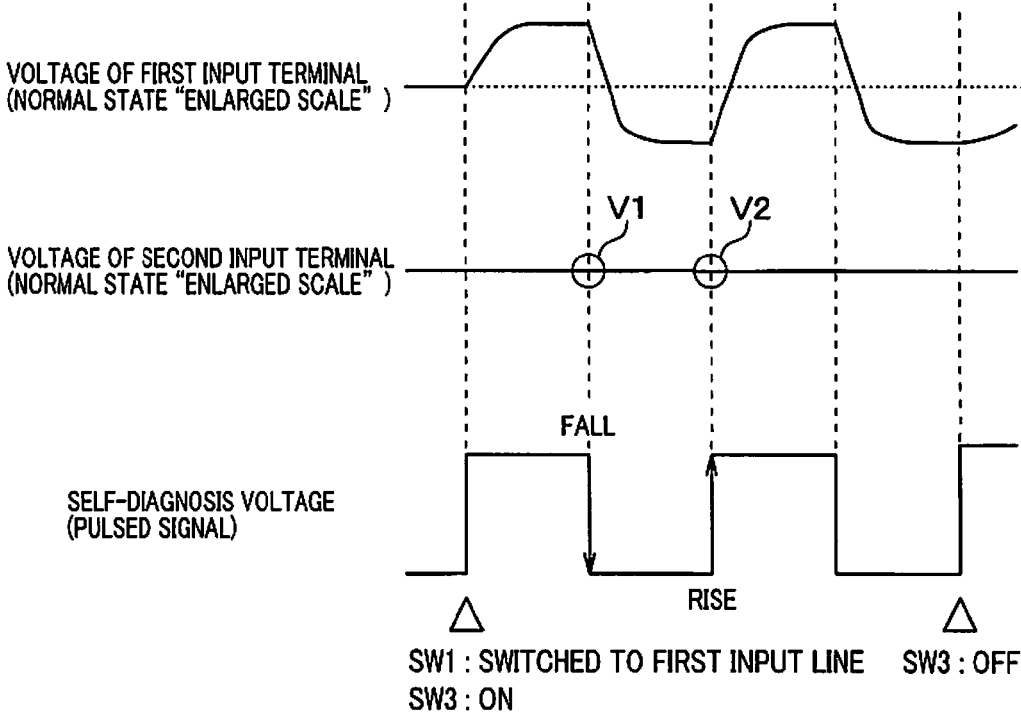 VOLTAGE OF FIRST INPUT TERMINAL
(NORMAL STATE “ENLARGED SCALE” )
V1
V2
VOLTAGE OF SECOND INPUT TERMINAL
(NORMAL STATE “ENLARGED SCALE” )
FALL
SELF-DIAGNOSIS VOLTAGE
(PULSED SIGNAL)
RISE
SW1 : SWITCHED TO FIRST INPUT LINE
SW3 : ON
SW3 : OFF